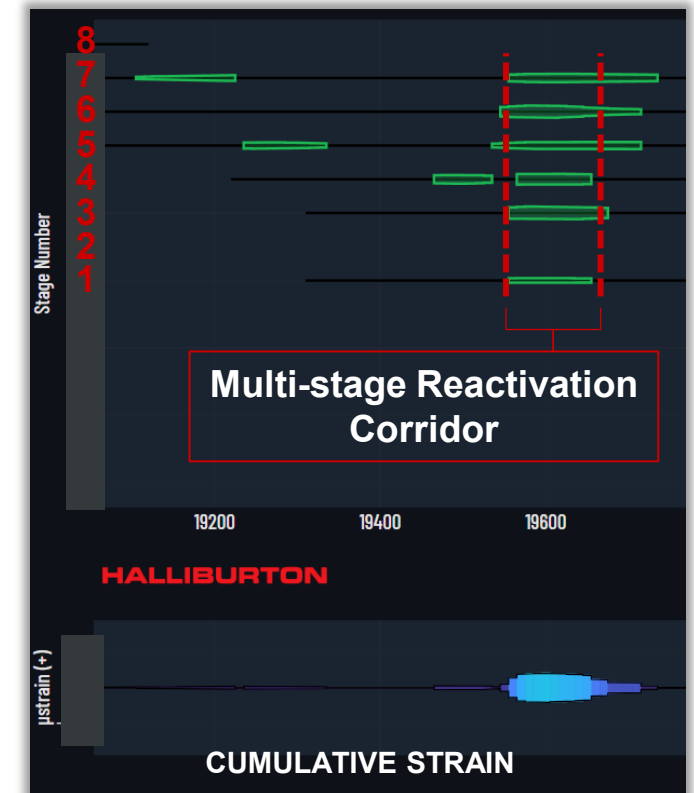 8
7
6
5
4
3
2
1
Stage Number
Multi-stage Reactivation
Corridor
19200 19400 19600
HALLIBURTON
μstrain (+)
CUMULATIVE STRAIN